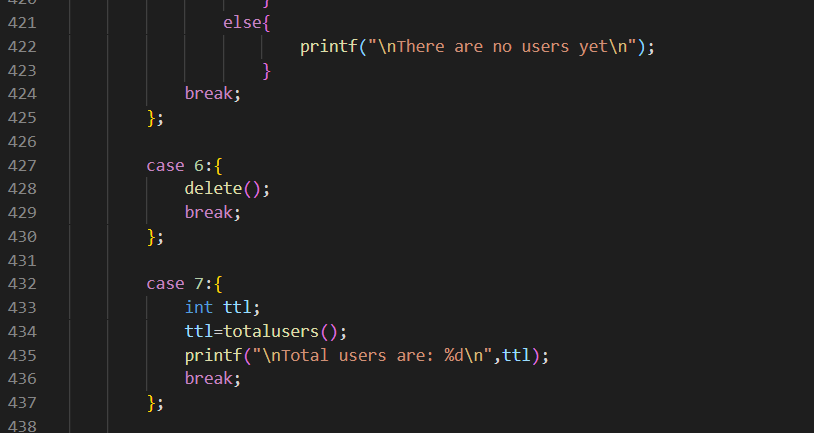 421 else{
422 printf("\nThere are no users yet\n");
423 }
424 break;
425 };
426
427 case 6:{
428 delete();
429 break;
430 };
431
432 case 7:{
433 int ttl;
434 ttl=totalusers();
435 printf("\nTotal users are: %d\n",ttl);
436 break;
437 };
438